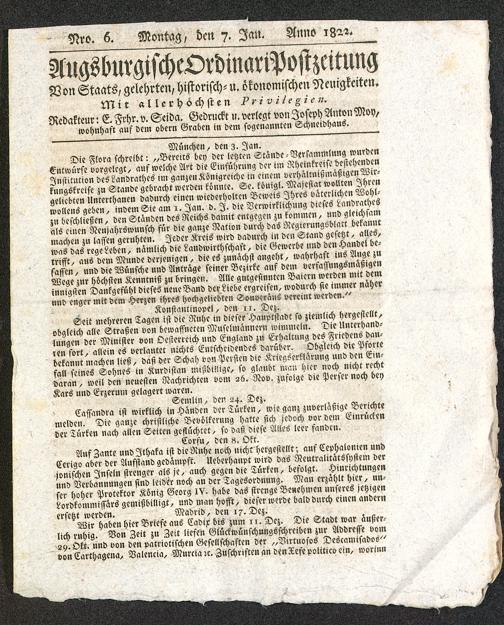 Nro. 6. Montag, den 7. Jan. Anno 1822.
Augsburgische Ordinari Postzeitung
Von Staats, gelehrten, historisch- u. ökonomischen Neuigkeiten.
Mit allerhöchsten Privilegien.
Redakteur: E. Frhr. v. Seida. Gedruckt u. verlegt von Joseph Anton Moy,
wohnhaft auf dem obern Graben in dem sogenannten Schneidhaus.
München, den 3. Jan.
Die Flora schreibt: „Bereits bey der letzten Stände-Versammlung wurden
Entwürfe vorgelegt, auf welche Art die Einführung der im Rheinkreise bestehenden
Institution des Landrathes im ganzen Königreiche in einem verhältnißmäßigen Wir-
kungskreise zu Stande gebracht werden könnte. Se. königl. Majestät wollten Ihren
geliebten Unterthanen dadurch einen wiederholten Beweis Ihres väterlichen Wohl-
wollens geben, indem Sie am 1. Jan. d. J. die Verwirklichung dieses Landrathes
zu beschließen, den Ständen des Reichs damit entgegen zu kommen, und gleichsam
als einen Neujahrswunsch für die ganze Nation durch das Regierungsblatt bekannt
machen zu lassen geruhten. Jeder Kreis wird dadurch in den Stand gesetzt, alles,
was das rege Leben, nämlich die Landwirthschaft, die Gewerbe und den Handel be-
trifft, aus dem Munde derjenigen, die es zunächst angeht, wahrhaft ins Auge zu
fassen, und die Wünsche und Anträge seiner Bezirke auf dem verfassungsmäßigen
Wege zur höchsten Kenntniß zu bringen. Alle gutgesinnten Baiern werden mit dem
innigsten Dankgefühl dieses neue Band der Liebe ergreifen, wodurch sie immer näher
und enger mit dem Herzen ihres hochgeliebten Souveräns vereint werden.“
Konstantinopel, den 11. Dez.
Seit mehreren Tagen ist die Ruhe in dieser Hauptstadt so ziemlich hergestellt,
obgleich alle Straßen von bewaffneten Muselmännern wimmeln. Die Unterhand-
lungen der Minister von Oesterreich und England zu Erhaltung des Friedens dau-
ren fort, allein es verlautet nichts Entscheidendes darüber. Obgleich die Pforte
bekannt machen ließ, daß der Schah von Persien die Kriegserklärung und den Ein-
fall seines Sohnes in Kurdistan mißbillige, so glaubt man hier noch nicht recht
daran, weil den neuesten Nachrichten vom 26. Nov. zufolge die Perser noch bey
Kars und Erzerum gelagert waren.
Semlin, den 24. Dez.
Cassandra ist wirklich in Händen der Türken, wie ganz zuverläßige Berichte
melden. Die ganze christliche Bevölkerung hatte sich jedoch vor dem Einrücken
der Türken nach allen Seiten geflüchtet, so daß diese Alles leer fanden.
Corfu, den 8. Okt.
Auf Zante und Ithaka ist die Ruhe noch nicht hergestellt; auf Cephalonien und
Cerigo aber der Aufstand gedämpft. Ueberhaupt wird das Neutralitätssystem der
jonischen Inseln strenger als je, auch gegen die Türken, befolgt. Hinrichtungen
und Verbannungen sind leider noch an der Tagesordnung. Man erzählt hier, un-
ser hoher Protektor König Georg IV. habe das strenge Benehmen unseres jetzigen
Lordkommissärs gemißbilligt, und man hofft, dieser werde bald durch einen andern
ersetzt werden.
Madrid, den 17. Dez.
Wir haben hier Briefe aus Cadix bis zum 11. Dez. Die Stadt war äußer-
lich ruhig. Von Zeit zu Zeit liefen Glückwünschungsschreiben zur Addresse vom
29. Okt. und von den patriotischen Gesellschaften der „Virtuosos Descamisados“
von Carthagena, Valencia, Murcia ꝛc. Zuschriften an den Xefe politico ein, worinn